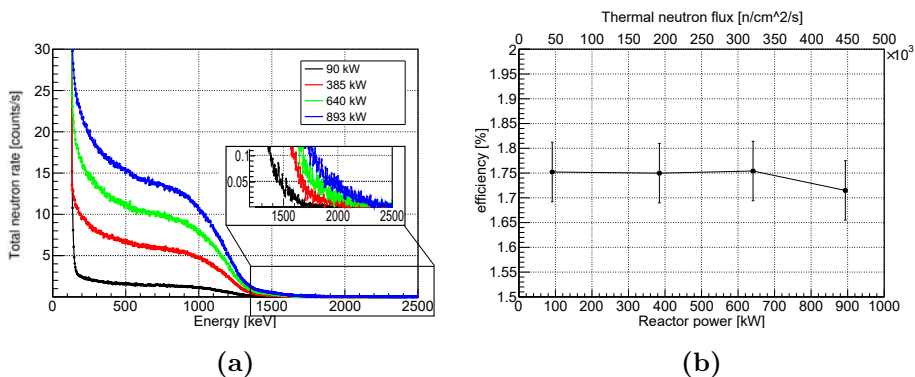 30
25
20
15
10
5
0
0 500 1000 1500 2000 2500
Total neutron rate [counts/s]
Energy [keV]
90 kW
385 kW
640 kW
893 kW
0.1
0.05
1400 1600 2000 2500
(a)
Thermal neutron flux [n/cm^2/s]
0 50 100 150 200 250 300 350 400 450 500
×10³
2
1.95
1.9
1.85
1.8
1.75
1.7
1.65
1.6
1.55
1.5
efficiency [%]
0 100 200 300 400 500 600 700 800 900 1000
Reactor power [kW]
(b)